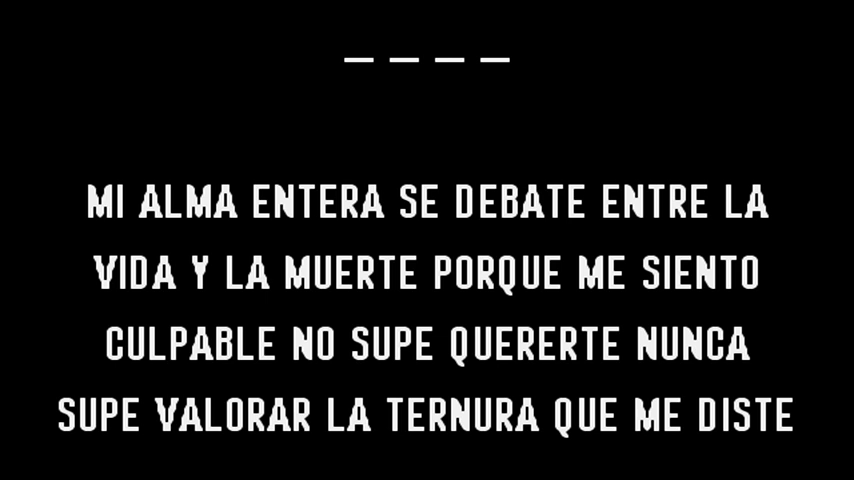 — — — —
MI ALMA ENTERA SE DEBATE ENTRE LA
VIDA Y LA MUERTE PORQUE ME SIENTO
CULPABLE NO SUPE QUERERTE NUNCA
SUPE VALORAR LA TERNURA QUE ME DISTE